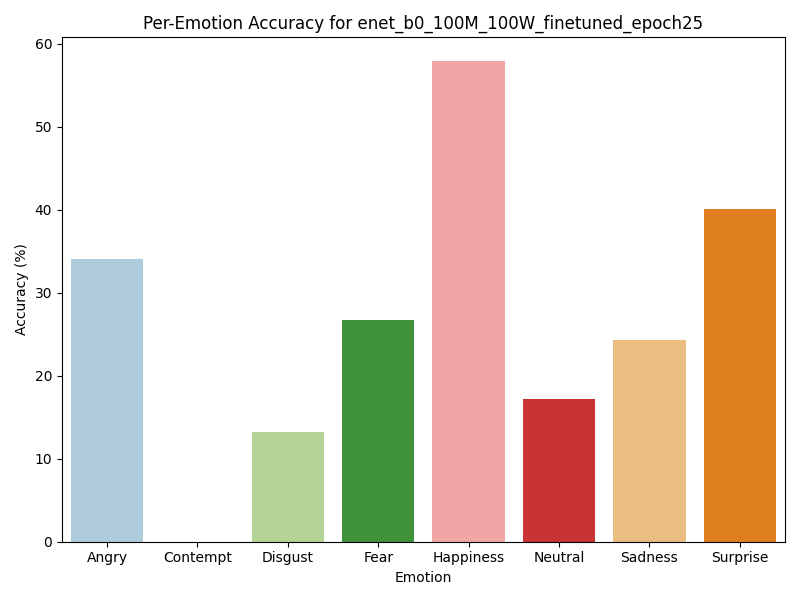 Per-Emotion Accuracy for enet_b0_100M_100W_finetuned_epoch25
60
50
40
30
20
10
0
Accuracy (%)
Angry Contempt Disgust Fear Happiness Neutral Sadness Surprise
Emotion